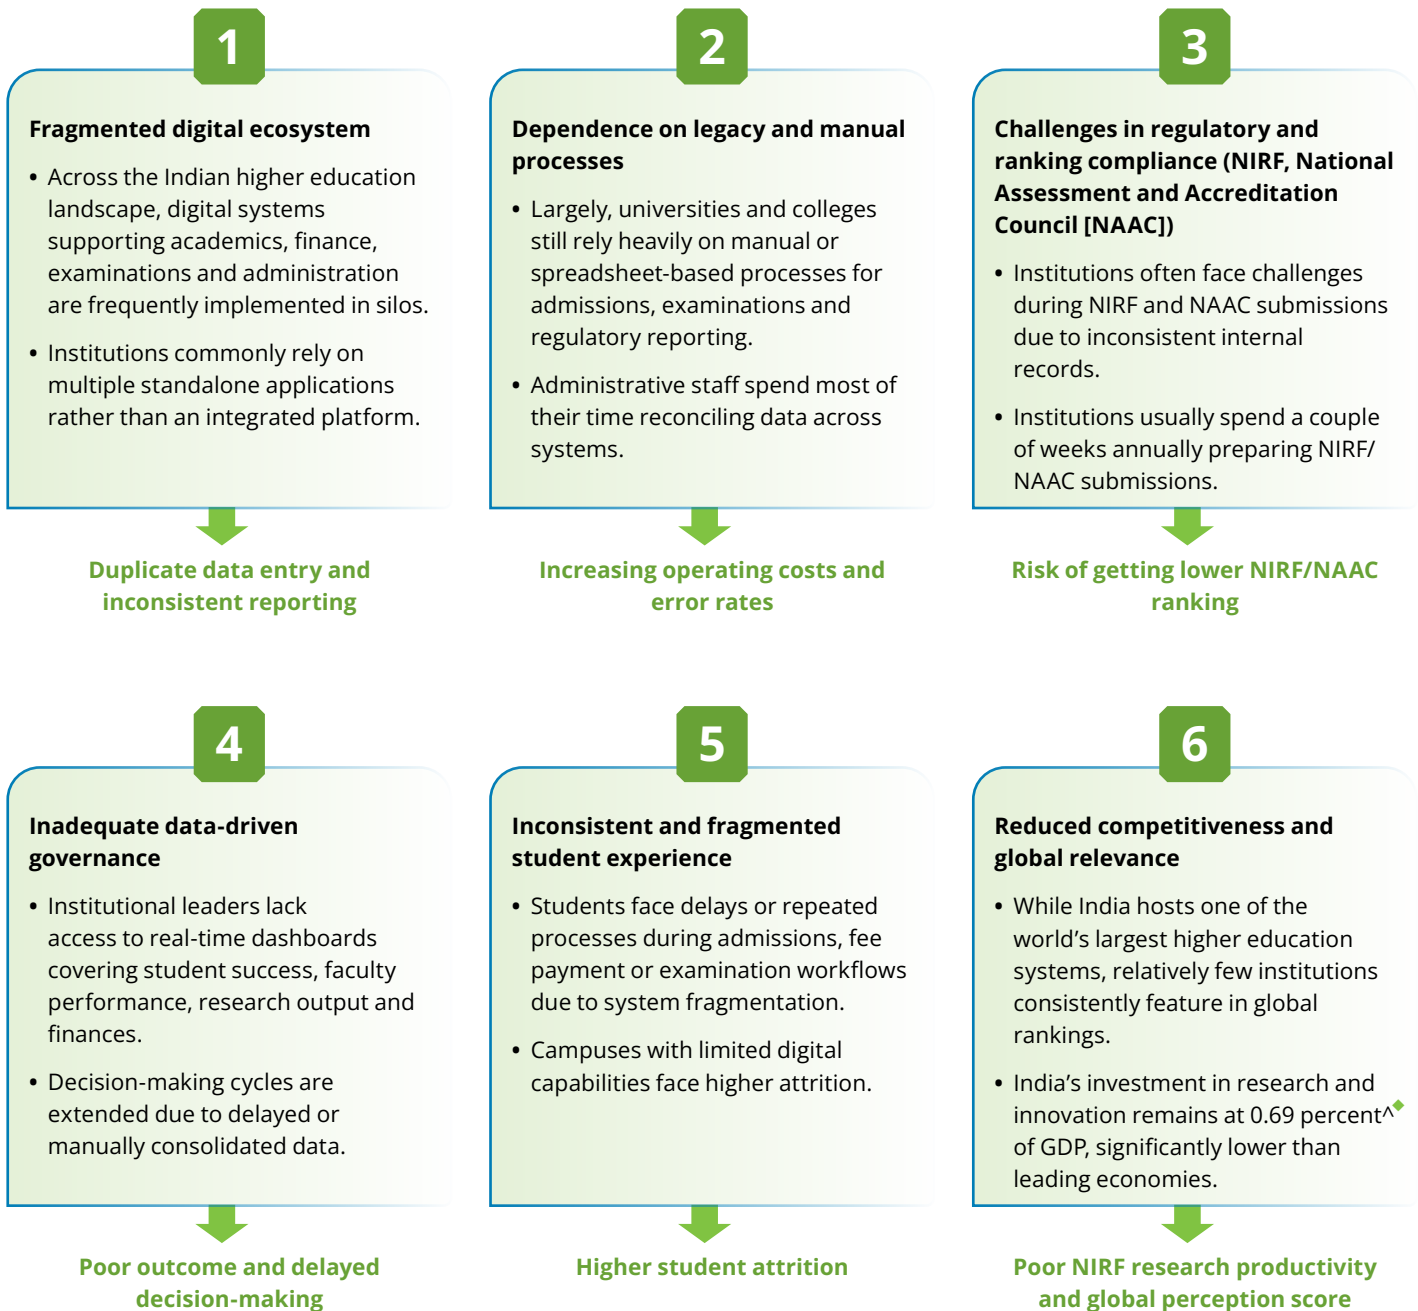 1
Fragmented digital ecosystem
• Across the Indian higher education
landscape, digital systems
supporting academics, finance,
examinations and administration
are frequently implemented in silos.
• Institutions commonly rely on
multiple standalone applications
rather than an integrated platform.
Duplicate data entry and
inconsistent reporting
2
Dependence on legacy and manual
processes
• Largely, universities and colleges
still rely heavily on manual or
spreadsheet-based processes for
admissions, examinations and
regulatory reporting.
• Administrative staff spend most of
their time reconciling data across
systems.
Increasing operating costs and
error rates
3
Challenges in regulatory and
ranking compliance (NIRF, National
Assessment and Accreditation
Council [NAAC])
• Institutions often face challenges
during NIRF and NAAC submissions
due to inconsistent internal
records.
• Institutions usually spend a couple
of weeks annually preparing NIRF/
NAAC submissions.
Risk of getting lower NIRF/NAAC
ranking
4
Inadequate data-driven
governance
• Institutional leaders lack
access to real-time dashboards
covering student success, faculty
performance, research output and
finances.
• Decision-making cycles are
extended due to delayed or
manually consolidated data.
Poor outcome and delayed
decision-making
5
Inconsistent and fragmented
student experience
• Students face delays or repeated
processes during admissions, fee
payment or examination workflows
due to system fragmentation.
• Campuses with limited digital
capabilities face higher attrition.
Higher student attrition
6
Reduced competitiveness and
global relevance
• While India hosts one of the
world's largest higher education
systems, relatively few institutions
consistently feature in global
rankings.
• India's investment in research and
innovation remains at 0.69 percent^◆
of GDP, significantly lower than
leading economies.
Poor NIRF research productivity
and global perception score